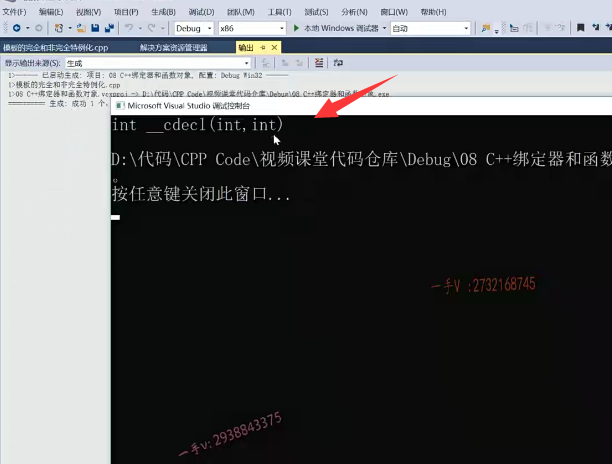 文件(F) 编辑(E) 视图(V) 项目(P) 生成(B) 调试(D) 团队(M) 工具(T) 测试(S) 分析(N) 窗口(W) 帮助(H)
Debug x86 本地 Windows 调试器 自动
模板的完全和非完全特例化.cpp 解决方案资源管理器 输出
显示输出来源(S): 生成
1>------ 已启动生成: 项目: 08 C++绑定器和函数对象, 配置: Debug Win32 ------
1>模板的完全和非完全特例化.cpp
1>08 C++绑定器和函数对象.vcxproj -> D:\代码\CPP Code\视频课堂代码仓库\Debug\08 C++绑定器和函数对象.exe
========== 生成: 成功 1 个,
Microsoft Visual Studio 调试控制台
int __cdecl(int,int)
D:\代码\CPP Code\视频课堂代码仓库\Debug\08 C++绑定器和函数
。
按任意键关闭此窗口...
一手V :2732168745
一手v:2938843375